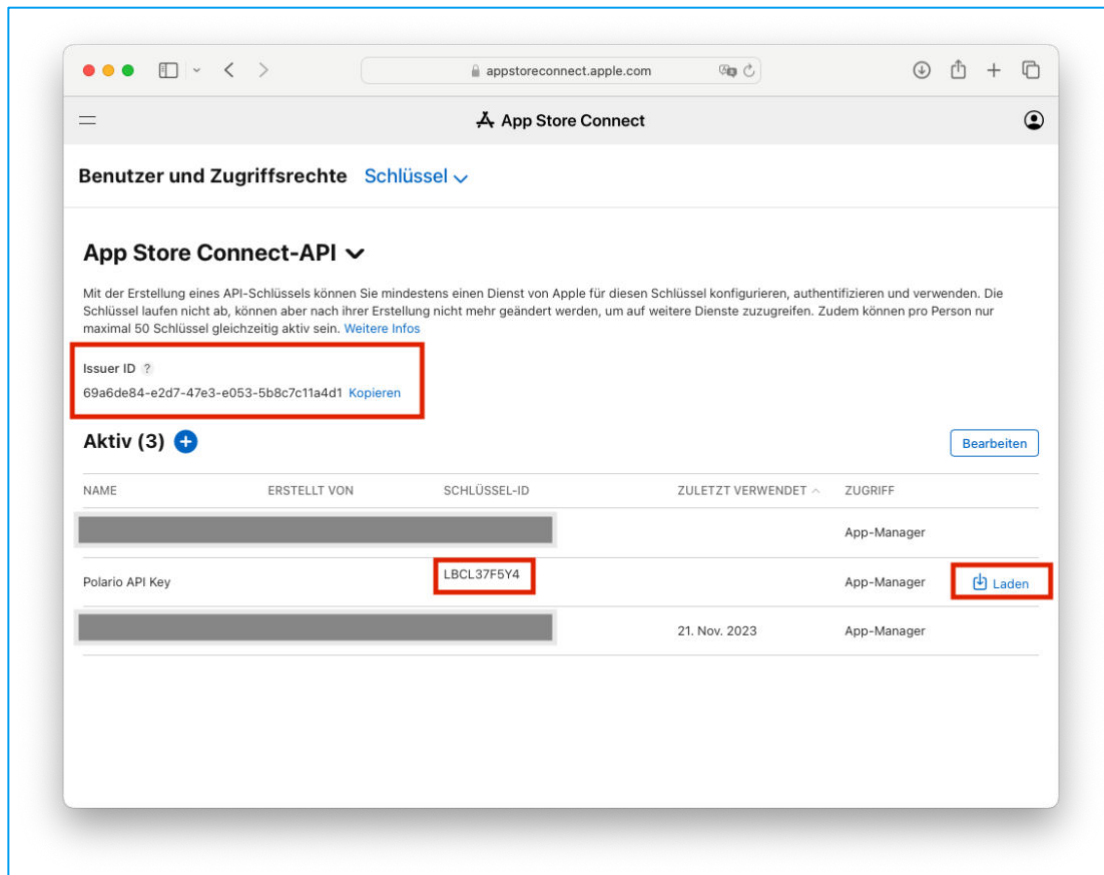 appstoreconnect.apple.com
App Store Connect
Benutzer und Zugriffsrechte Schlüssel
App Store Connect-API
Mit der Erstellung eines API-Schlüssels können Sie mindestens einen Dienst von Apple für diesen Schlüssel konfigurieren, authentifizieren und verwenden. Die
Schlüssel laufen nicht ab, können aber nach ihrer Erstellung nicht mehr geändert werden, um auf weitere Dienste zuzugreifen. Zudem können pro Person nur
maximal 50 Schlüssel gleichzeitig aktiv sein. Weitere Infos
Issuer ID ?
69a6de84-e2d7-47e3-e053-5b8c7c11a4d1 Kopieren
Aktiv (3) Bearbeiten
NAME ERSTELLT VON SCHLÜSSEL-ID ZULETZT VERWENDET ZUGRIFF
App-Manager
Polario API Key LBCL37F5Y4 App-Manager Laden
21. Nov. 2023 App-Manager